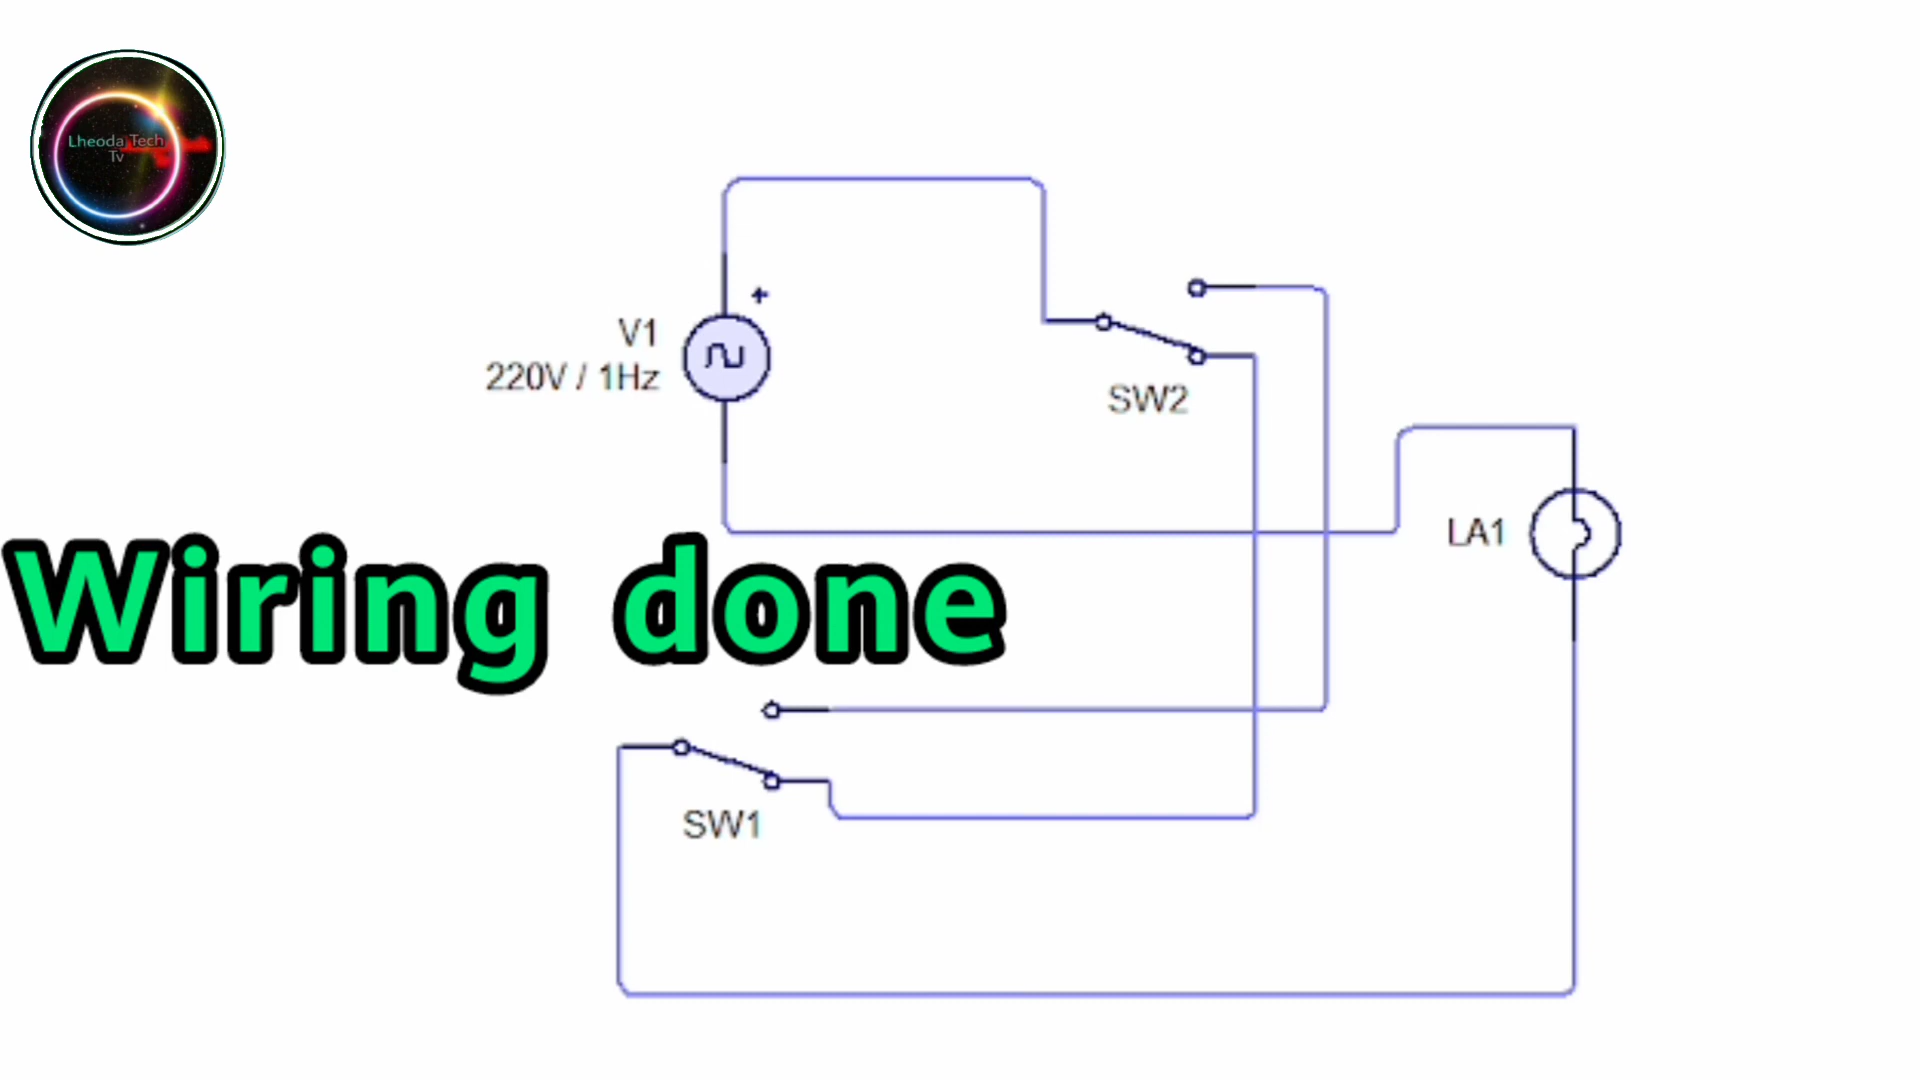 Lheoda Tech
Tv
V1
220V / 1Hz
SW2
LA1
Wiring done
SW1